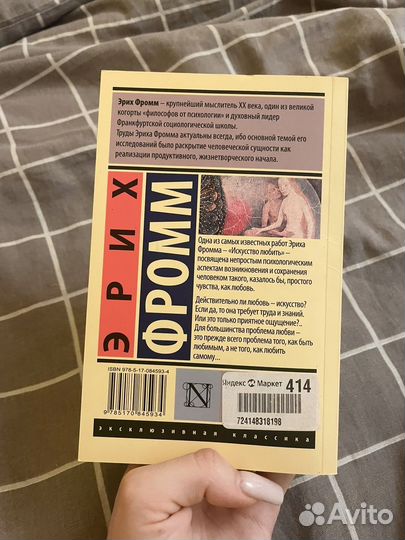 Эрих Фромм – крупнейший мыслитель XX века, один из великой
когорты «философов от психологии» и духовный лидер
Франкфуртской социологической школы.
Труды Эриха Фромма актуальны всегда, ибо основной темой его
исследований было раскрытие человеческой сущности как
реализации продуктивного, жизнетворческого начала.
ЭРИХ
ФРОММ
Одна из самых известных работ Эриха
Фромма – «Искусство любить» –
посвящена непростым психологическим
аспектам возникновения и сохранения
человеком такого, казалось бы, простого
чувства, как любовь.
Действительно ли любовь – искусство?
Если да, то она требует труда и знаний.
Или это только приятное ощущение?..
Для большинства проблема любви –
это прежде всего проблема того, как быть
любимым, а не того, как любить
самому...
ISBN 978-5-17-084593-4
9 785170 845934
N
Яндекс Маркет 414
724148318198
эксклюзивная классика
Avito